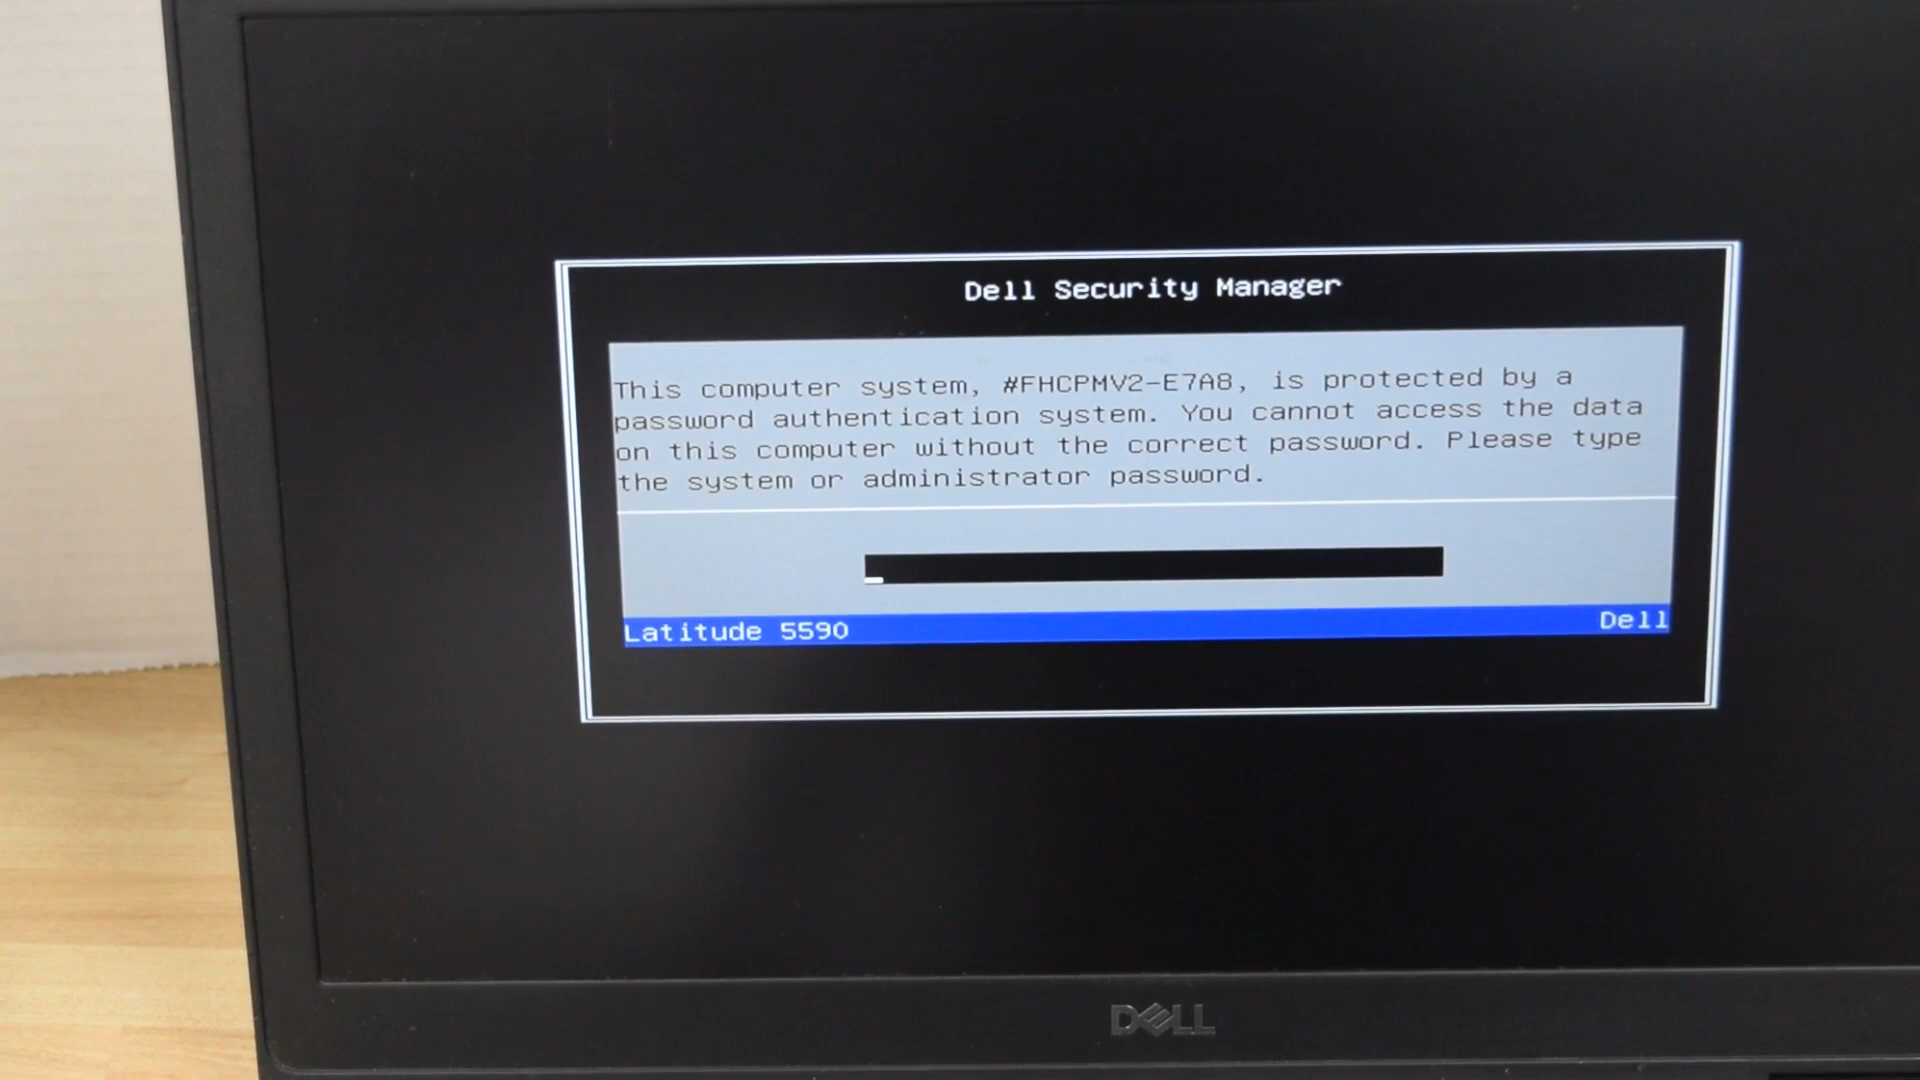 Dell Security Manager
This computer system, #FHCPMV2-E7A8, is protected by a
password authentication system. You cannot access the data
on this computer without the correct password. Please type
the system or administrator password.
Latitude 5590 Dell
DELL